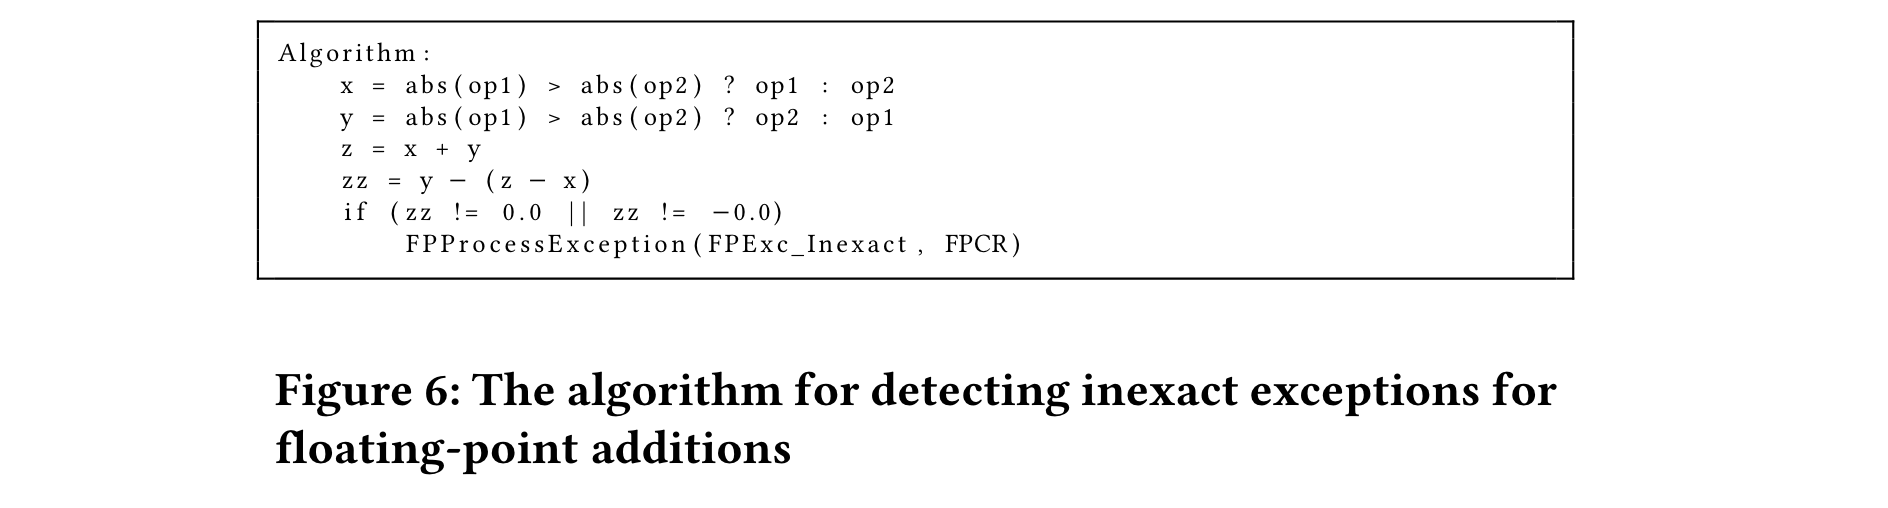 Algorithm:
x = abs(op1) > abs(op2) ? op1 : op2
y = abs(op1) > abs(op2) ? op2 : op1
z = x + y
zz = y − (z − x)
if (zz != 0.0 || zz != −0.0)
FPProcessException(FPExc_Inexact, FPCR)
Figure 6: The algorithm for detecting inexact exceptions for
floating-point additions